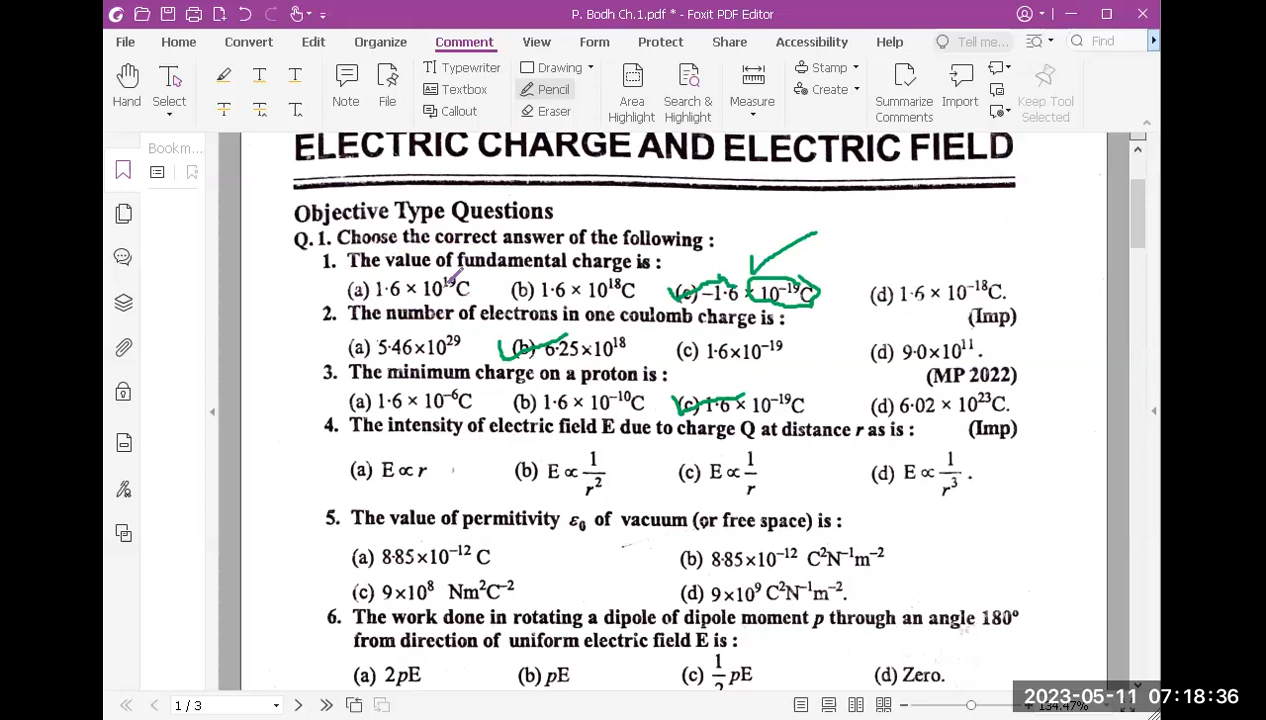 P. Bodh Ch.1.pdf * - Foxit PDF Editor
File Home Convert Edit Organize Comment View Form Protect Share Accessibility Help Tell me... Find
Hand Select Note File Typewriter Textbox Callout Drawing Pencil Eraser Area Highlight Search & Highlight Measure Stamp Create Summarize Comments Import Keep Tool Selected
Bookm...
ELECTRIC CHARGE AND ELECTRIC FIELD
Objective Type Questions
Q. 1. Choose the correct answer of the following :
1. The value of fundamental charge is :
(a) 1·6 × 10¹⁹C (b) 1·6 × 10¹⁸C (c) –1·6 × 10⁻¹⁹C (d) 1·6 × 10⁻¹⁸C.
2. The number of electrons in one coulomb charge is : (Imp)
(a) 5·46×10²⁹ (b) 6·25×10¹⁸ (c) 1·6×10⁻¹⁹ (d) 9·0×10¹¹.
3. The minimum charge on a proton is : (MP 2022)
(a) 1·6 × 10⁻⁶C (b) 1·6 × 10⁻¹⁰C (c) 1·6 × 10⁻¹⁹C (d) 6·02 × 10²³C.
4. The intensity of electric field E due to charge Q at distance r as is : (Imp)
(a) E ∝ r (b) E ∝ 1/r² (c) E ∝ 1/r (d) E ∝ 1/r³.
5. The value of permitivity ε₀ of vacuum (or free space) is :
(a) 8·85×10⁻¹² C (b) 8·85×10⁻¹² C²N⁻¹m⁻²
(c) 9×10⁸ Nm²C⁻² (d) 9×10⁹ C²N⁻¹m⁻².
6. The work done in rotating a dipole of dipole moment p through an angle 180°
from direction of uniform electric field E is :
(a) 2pE (b) pE (c) 1/2 pE (d) Zero.
1 / 3
134.47%
2023-05-11 07:18:36